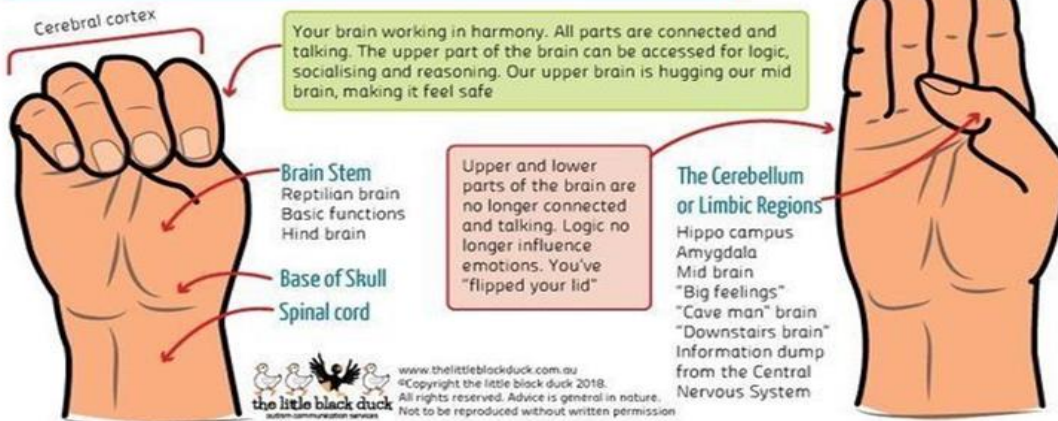 Cerebral cortex
Your brain working in harmony. All parts are connected and
talking. The upper part of the brain can be accessed for logic,
socialising and reasoning. Our upper brain is hugging our mid
brain, making it feel safe
Brain Stem
Reptilian brain
Basic functions
Hind brain
Base of Skull
Spinal cord
Upper and lower
parts of the brain are
no longer connected
and talking. Logic no
longer influence
emotions. You've
"flipped your lid"
The Cerebellum
or Limbic Regions
Hippo campus
Amygdala
Mid brain
"Big feelings"
"Cave man" brain
"Downstairs brain"
Information dump
from the Central
Nervous System
the little black duck
autism communication services
www.thelittleblackduck.com.au
©Copyright the little black duck 2018.
All rights reserved. Advice is general in nature.
Not to be reproduced without written permission